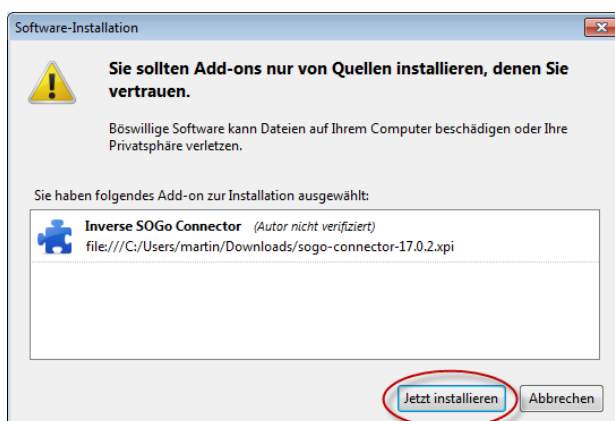 Software-Installation
Sie sollten Add-ons nur von Quellen installieren, denen Sie
vertrauen.
Böswillige Software kann Dateien auf Ihrem Computer beschädigen oder Ihre
Privatsphäre verletzen.
Sie haben folgendes Add-on zur Installation ausgewählt:
Inverse SOGo Connector (Autor nicht verifiziert)
file:///C:/Users/martin/Downloads/sogo-connector-17.0.2.xpi
Jetzt installieren Abbrechen